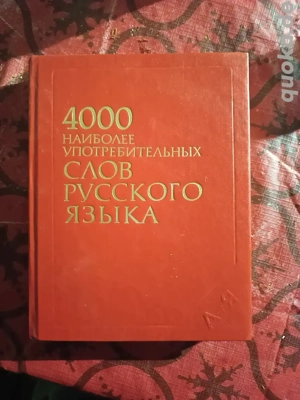 4000
НАИБОЛЕЕ
УПОТРЕБИТЕЛЬНЫХ
СЛОВ
РУССКОГО
ЯЗЫКА
А-Я